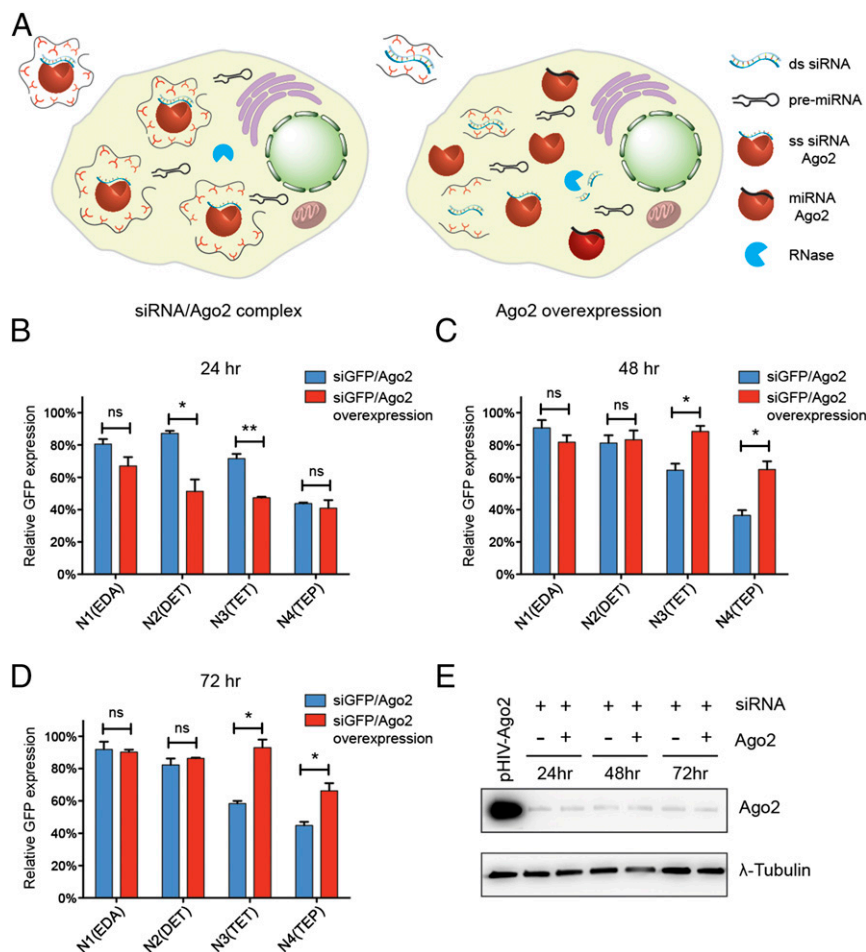 A
ds siRNA
pre-miRNA
ss siRNA
Ago2
miRNA
Ago2
RNase
siRNA/Ago2 complex
Ago2 overexpression
B
24 hr
siGFP/Ago2
siGFP/Ago2
overexpression
Relative GFP expression
100%
80%
60%
40%
20%
0%
ns
*
**
ns
N1(EDA)
N2(DET)
N3(TET)
N4(TEP)
C
48 hr
siGFP/Ago2
siGFP/Ago2
overexpression
Relative GFP expression
100%
80%
60%
40%
20%
0%
ns
ns
*
*
N1(EDA)
N2(DET)
N3(TET)
N4(TEP)
D
72 hr
siGFP/Ago2
siGFP/Ago2
overexpression
Relative GFP expression
100%
80%
60%
40%
20%
0%
ns
ns
*
*
N1(EDA)
N2(DET)
N3(TET)
N4(TEP)
E
pHIV-Ago2
+ + + + + + siRNA
- + - + - + Ago2
24hr 48hr 72hr
Ago2
λ-Tubulin